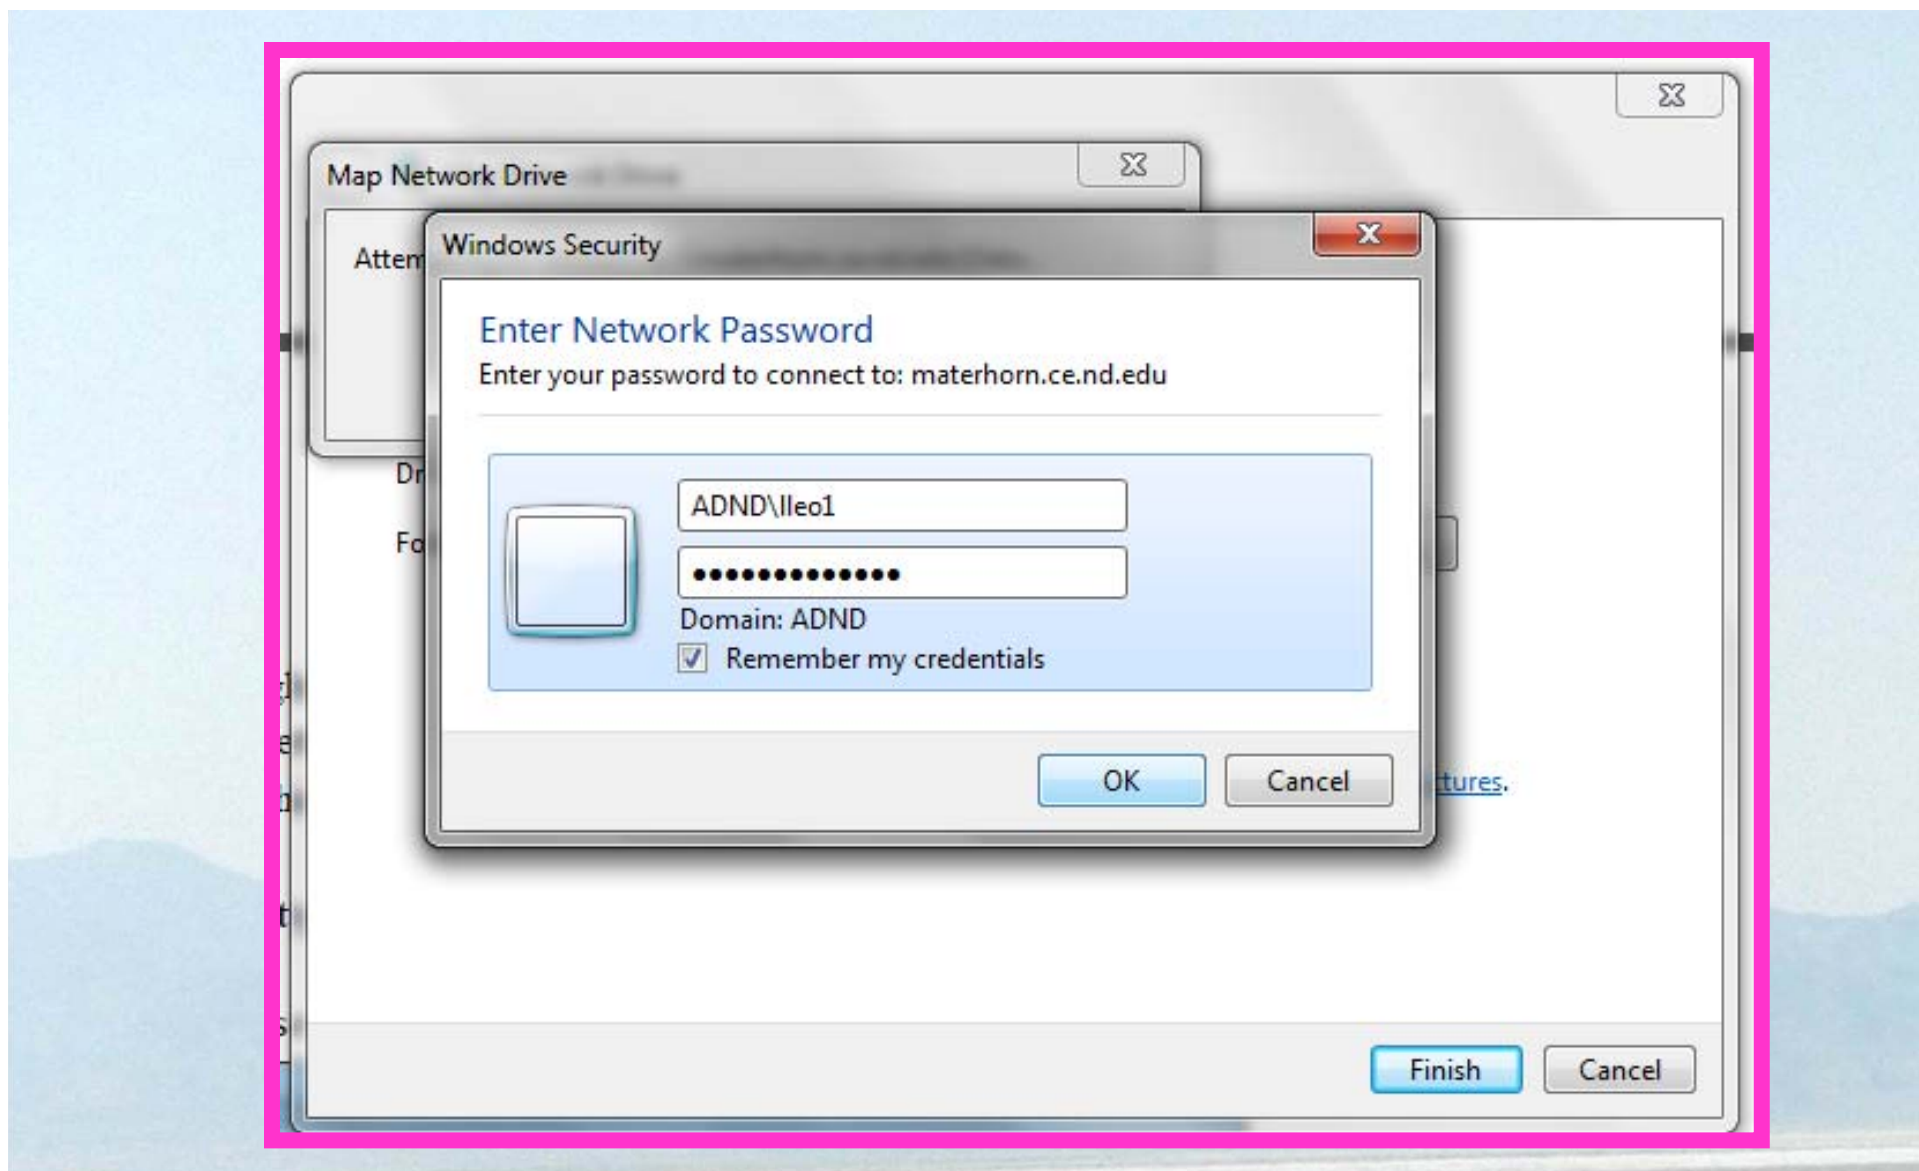 Map Network Drive
Windows Security
Enter Network Password
Enter your password to connect to: materhorn.ce.nd.edu
ADND\lleo1
•••••••••••••
Domain: ADND
Remember my credentials
OK
Cancel
Finish
Cancel